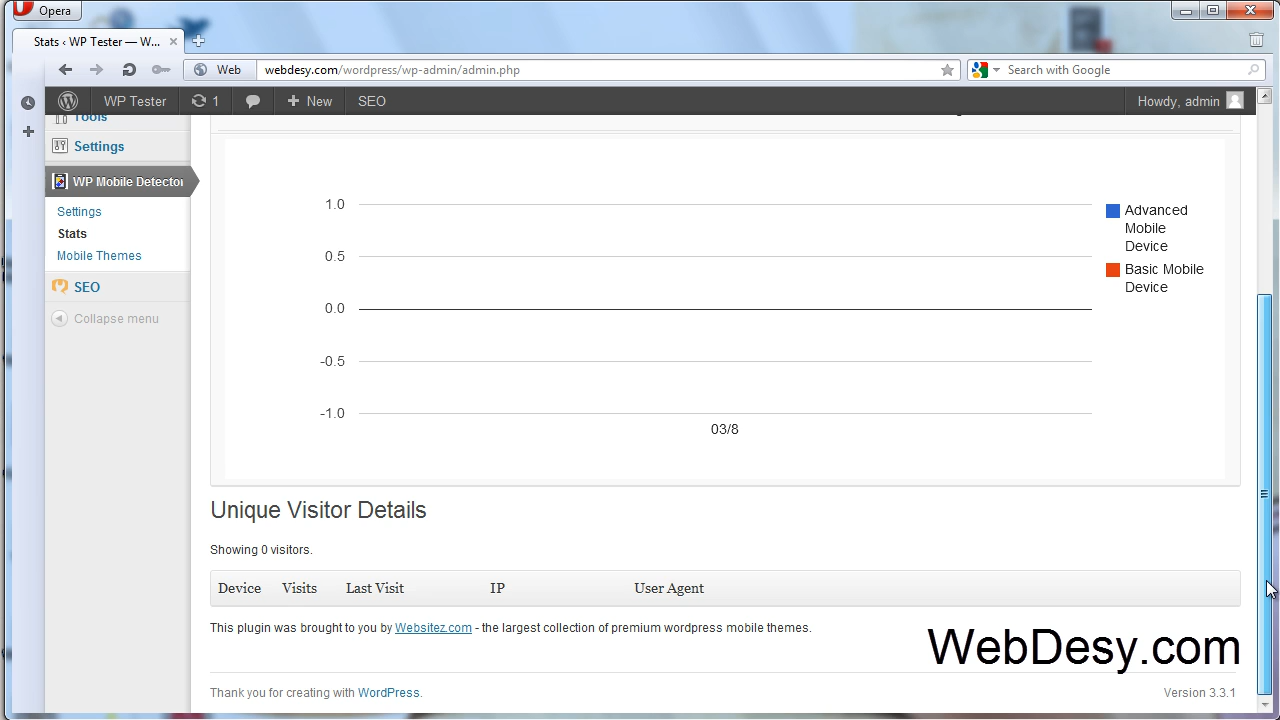 Opera
Stats ‹ WP Tester — W...
Web
webdesy.com/wordpress/wp-admin/admin.php
Search with Google
WP Tester
1
New
SEO
Howdy, admin
Tools
Settings
WP Mobile Detector
Settings
Stats
Mobile Themes
SEO
Collapse menu
1.0
0.5
0.0
-0.5
-1.0
03/8
Advanced
Mobile
Device
Basic Mobile
Device
Unique Visitor Details
Showing 0 visitors.
Device Visits Last Visit IP User Agent
This plugin was brought to you by Websitez.com - the largest collection of premium wordpress mobile themes.
WebDesy.com
Thank you for creating with WordPress.
Version 3.3.1